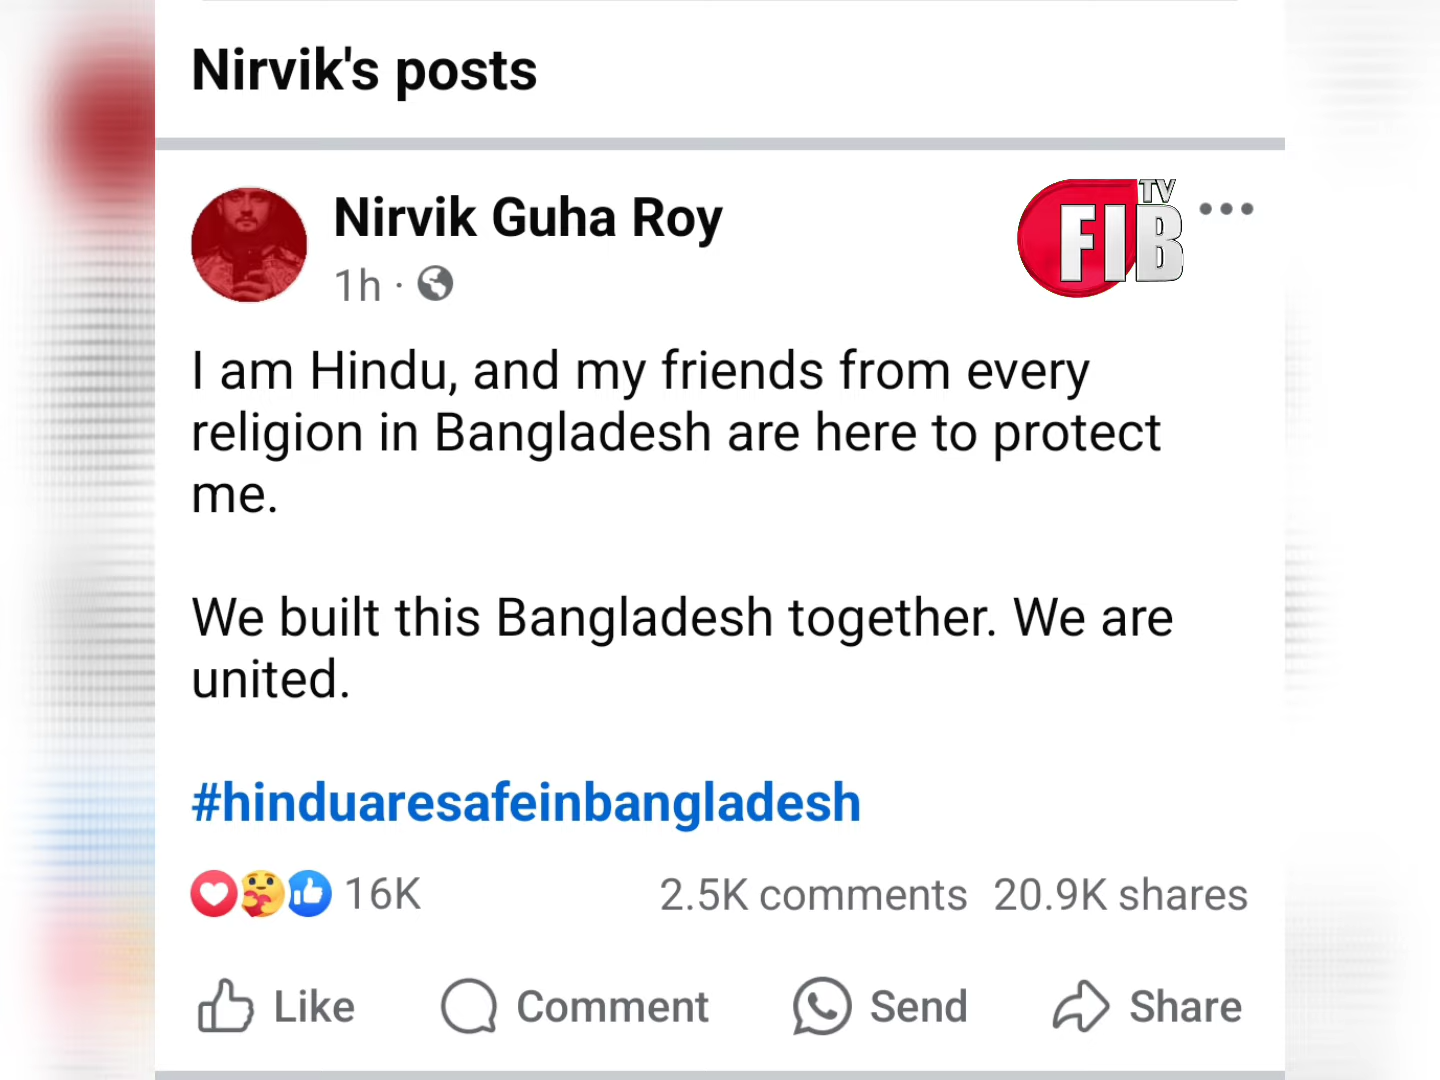 Nirvik's posts
Nirvik Guha Roy
1h ·
TV
FIB
I am Hindu, and my friends from every
religion in Bangladesh are here to protect
me.
We built this Bangladesh together. We are
united.
#hinduaresafeinbangladesh
16K 2.5K comments 20.9K shares
Like Comment Send Share